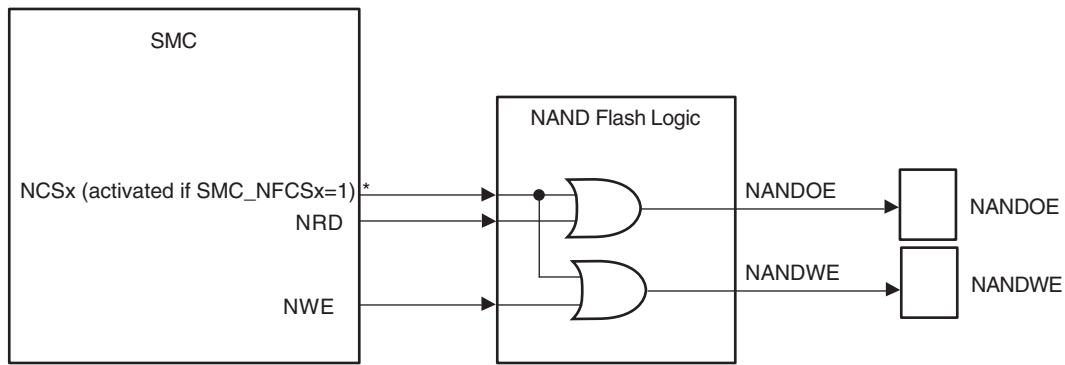 SMC
NAND Flash Logic
NCSx (activated if SMC_NFCSx=1) *
NANDOE
NANDOE
NRD
NANDWE
NANDWE
NWE